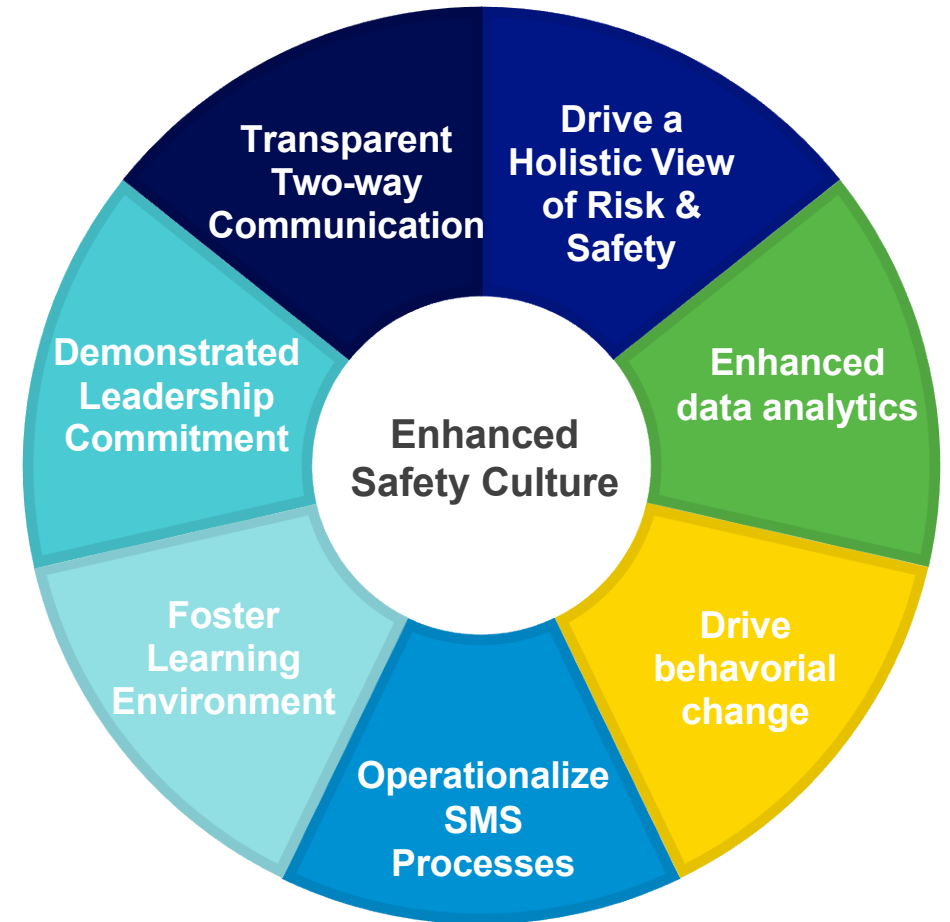 Drive a
Holistic View
of Risk &
Safety
Enhanced
data analytics
Drive
behavorial
change
Operationalize
SMS
Processes
Foster
Learning
Environment
Demonstrated
Leadership
Commitment
Transparent
Two-way
Communication
Enhanced
Safety Culture